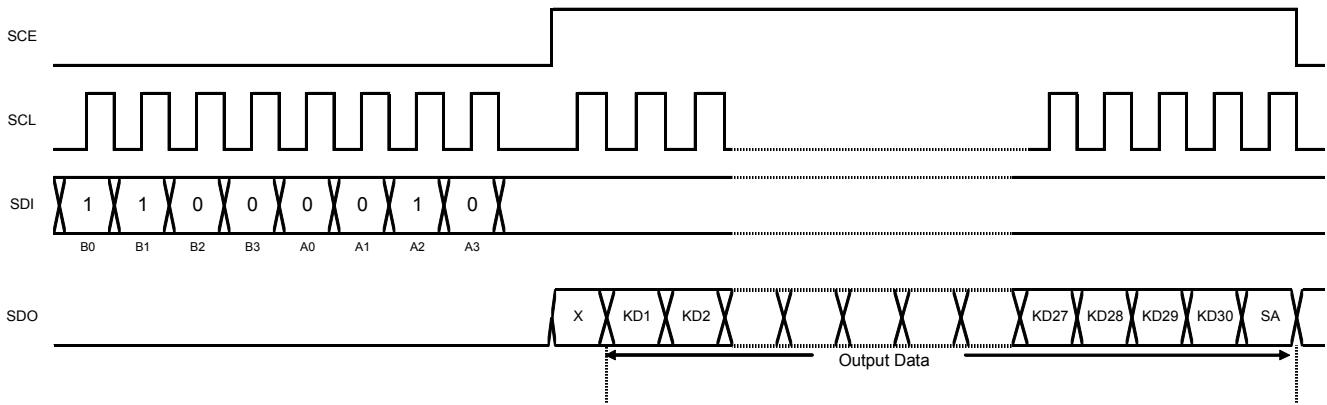 SCE
SCL
SDI 1 1 0 0 0 0 1 0
B0 B1 B2 B3 A0 A1 A2 A3
SDO X KD1 KD2 KD27 KD28 KD29 KD30 SA
Output Data